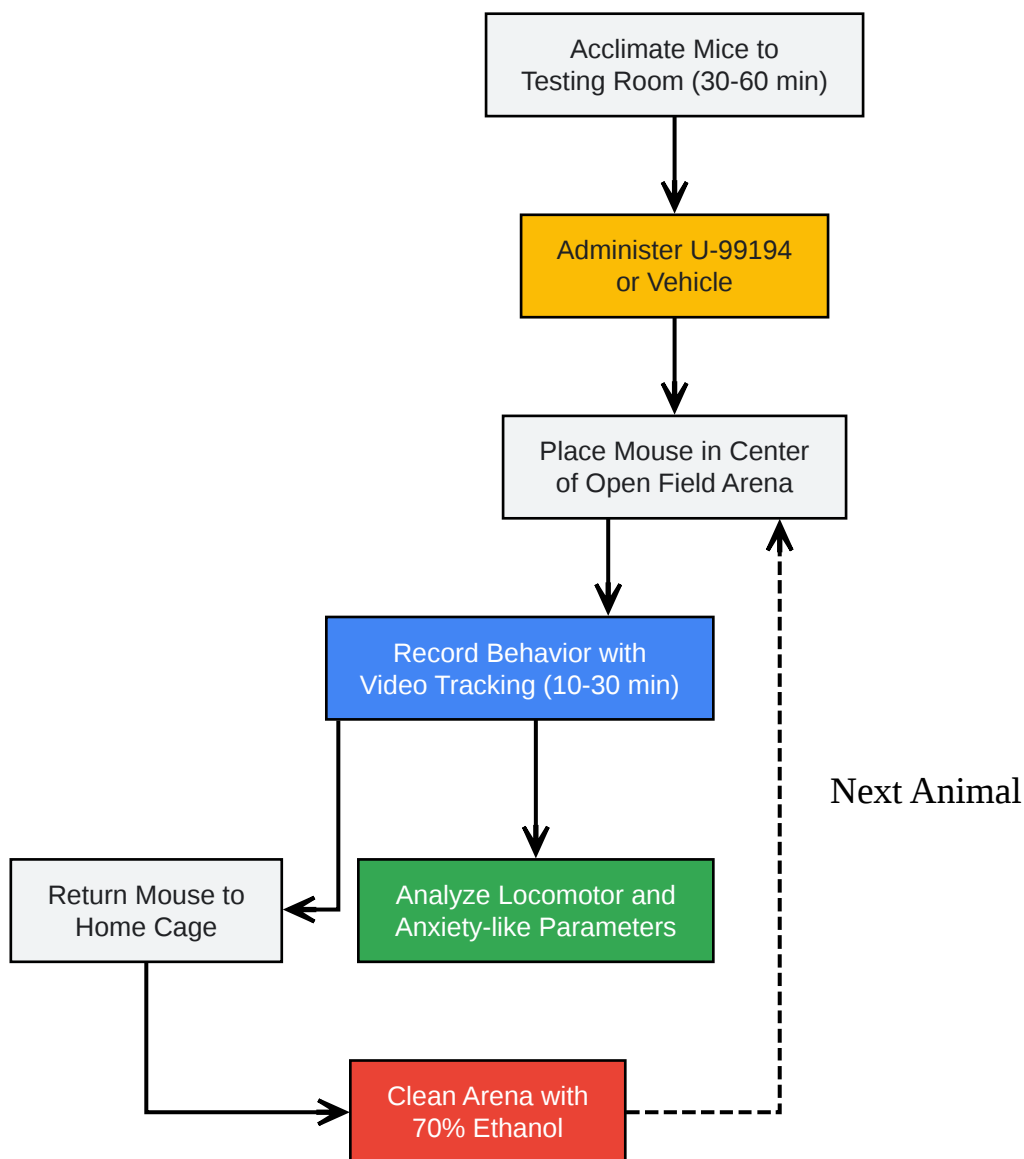 Acclimate Mice to
Testing Room (30-60 min)
Administer U-99194
or Vehicle
Place Mouse in Center
of Open Field Arena
Record Behavior with
Video Tracking (10-30 min)
Next Animal
Return Mouse to
Home Cage
Analyze Locomotor and
Anxiety-like Parameters
Clean Arena with
70% Ethanol